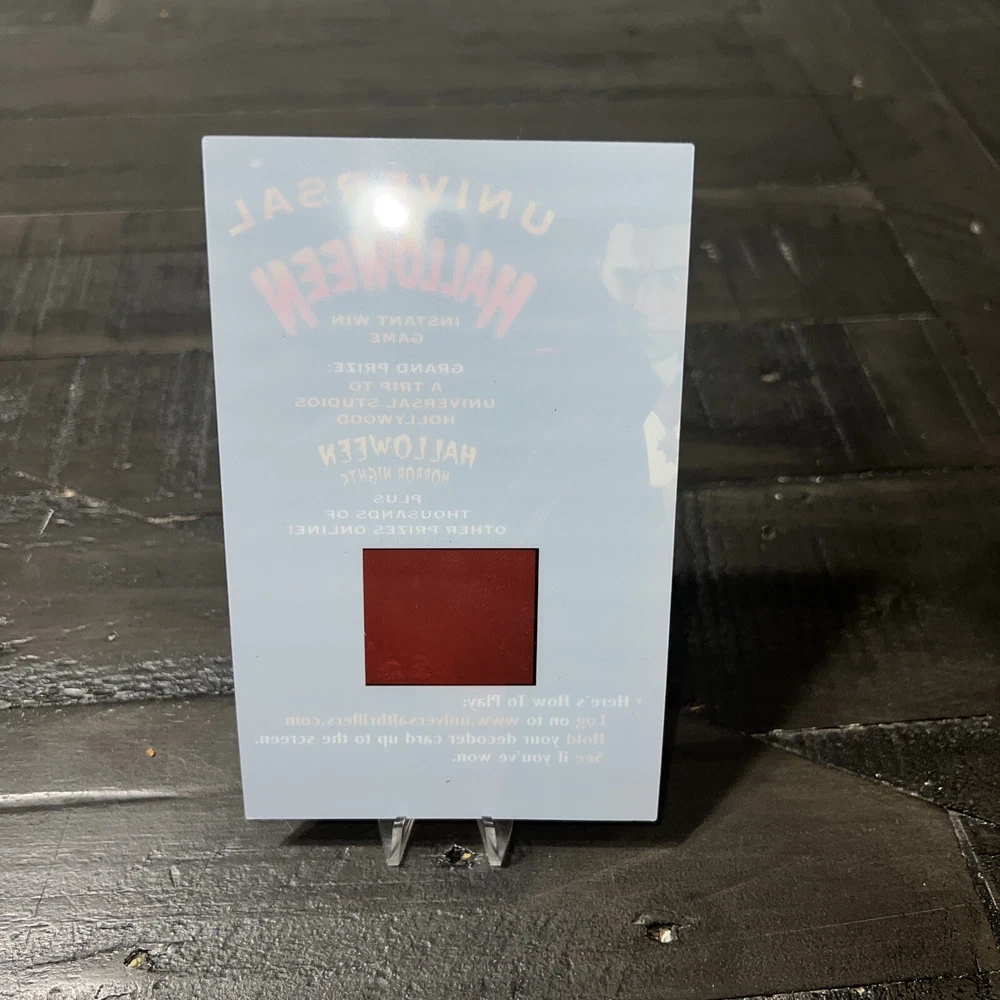 UNIVERSAL
HALLOWEEN
INSTANT WIN
GAME
GRAND PRIZE:
A TRIP TO
UNIVERSAL STUDIOS
HOLLYWOOD
HALLOWEEN
HORROR NIGHTS
PLUS
THOUSANDS OF
OTHER PRIZES ONLINE!
• Here's How To Play:
Log on to www.universalthrillers.com
Hold your decoder card up to the screen.
See if you've won.